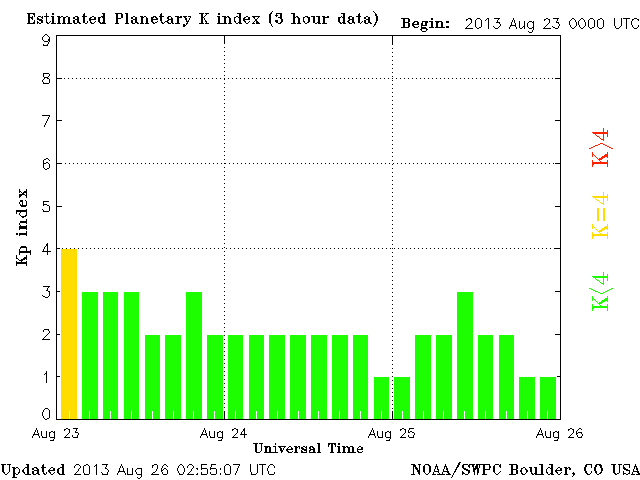 Estimated Planetary K index (3 hour data)
Begin: 2013 Aug 23 0000 UTC
9
8
7
6
5
4
3
2
1
0
Kp index
K>4
K=4
K<4
Aug 23
Aug 24
Aug 25
Aug 26
Universal Time
Updated 2013 Aug 26 02:55:07 UTC
NOAA/SWPC Boulder, CO USA